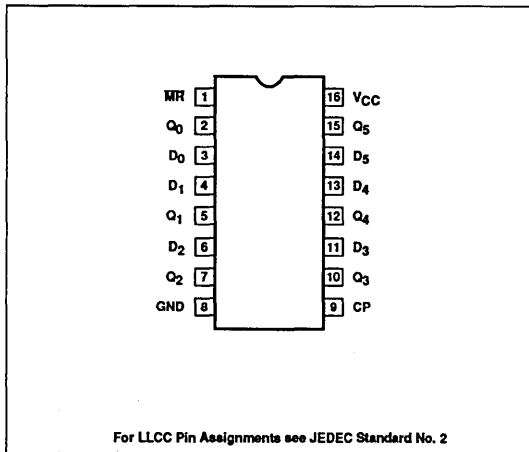 M̅R̅ 1 16 VCC
Q0 2 15 Q5
D0 3 14 D5
D1 4 13 D4
Q1 5 12 Q4
D2 6 11 D3
Q2 7 10 Q3
GND 8 9 CP
For LLCC Pin Assignments see JEDEC Standard No. 2